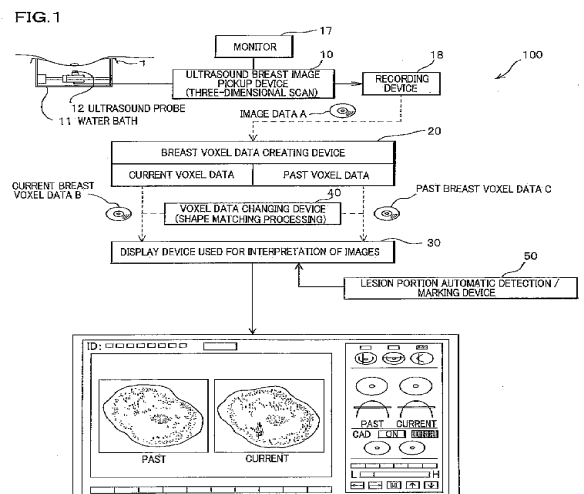 FIG.1
17
MONITOR
10
ULTRASOUND BREAST IMAGE
PICKUP DEVICE
(THREE-DIMENSIONAL SCAN)
18
RECORDING
DEVICE
100
1
12 ULTRASOUND PROBE
11 WATER BATH
IMAGE DATA A
20
BREAST VOXEL DATA CREATING DEVICE
CURRENT VOXEL DATA
PAST VOXEL DATA
CURRENT BREAST
VOXEL DATA B
40
VOXEL DATA CHANGING DEVICE
(SHAPE MATCHING PROCESSING)
PAST BREAST VOXEL DATA C
30
DISPLAY DEVICE USED FOR INTERPRETATION OF IMAGES
50
LESION PORTION AUTOMATIC DETECTION /
MARKING DEVICE
ID:
PAST
CURRENT
PAST CURRENT
CAD ON
L H